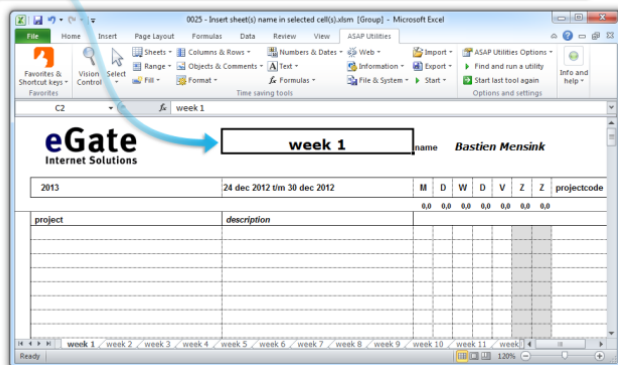 0025 - Insert sheet(s) name in selected cell(s).xlsm [Group] - Microsoft Excel
File Home Insert Page Layout Formulas Data Review View ASAP Utilities
Favorites & Shortcut keys
Vision Control
Select
Sheets Columns & Rows Numbers & Dates Web Import ASAP Utilities Options
Range Objects & Comments Text Information Export Find and run a utility
Fill Format Formulas File & System Start Start last tool again
Info and help
Favorites Time saving tools Options and settings
C2 fx week 1
eGate
Internet Solutions
week 1 name Bastien Mensink
2013 24 dec 2012 t/m 30 dec 2012 M D W D V Z Z projectcode
0,0 0,0 0,0 0,0 0,0 0,0 0,0
project description
week 1 week 2 week 3 week 4 week 5 week 6 week 7 week 8 week 9 week 10 week 11 week
Ready 120%